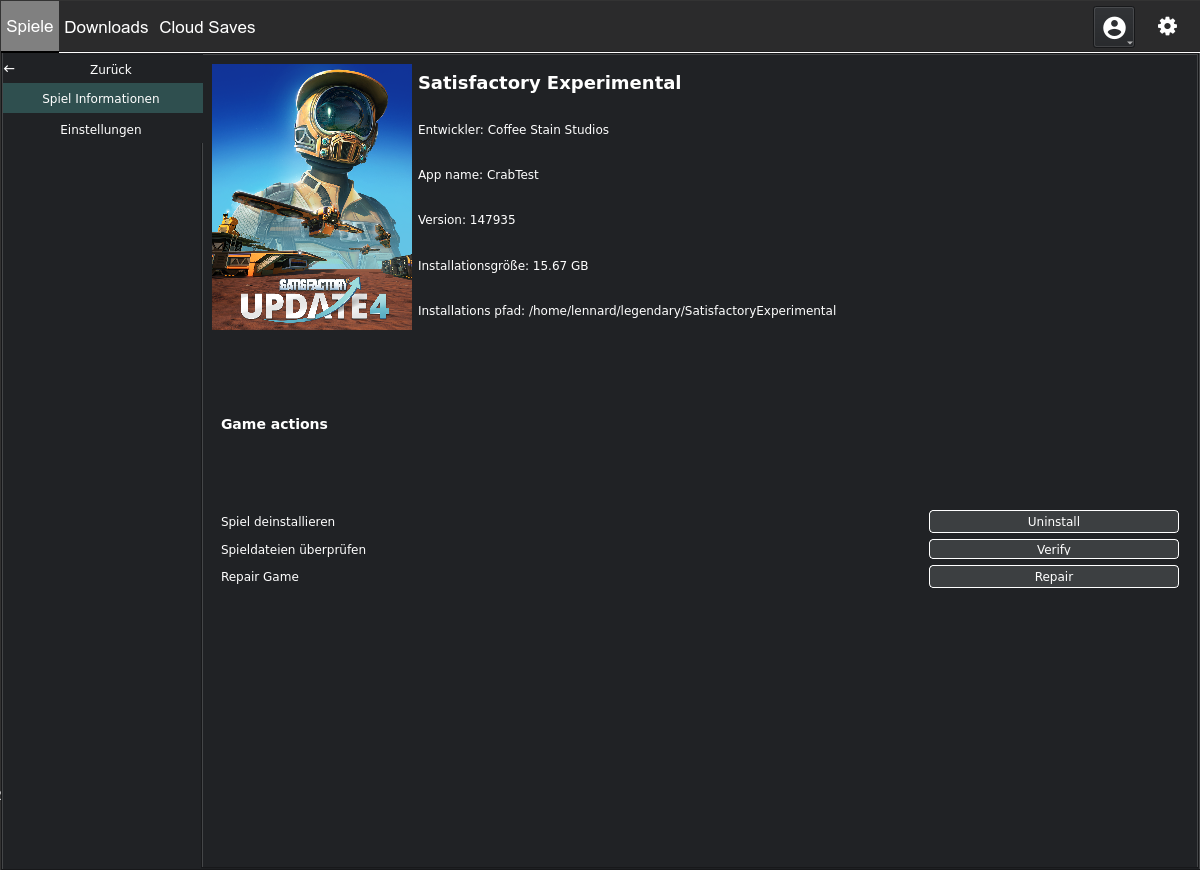 Spiele Downloads Cloud Saves
Zurück
Spiel Informationen
Einstellungen
SATISFACTORY
UPDATE 4
Satisfactory Experimental
Entwickler: Coffee Stain Studios
App name: CrabTest
Version: 147935
Installationsgröße: 15.67 GB
Installations pfad: /home/lennard/legendary/SatisfactoryExperimental
Game actions
Spiel deinstallieren Uninstall
Spieldateien überprüfen Verify
Repair Game Repair